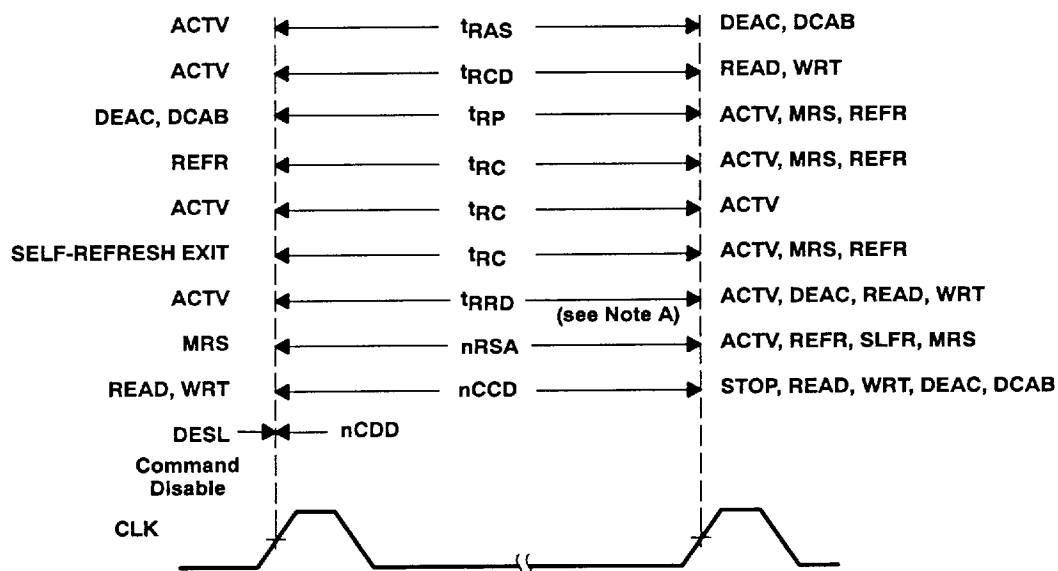 ACTV tRAS DEAC, DCAB
ACTV tRCD READ, WRT
DEAC, DCAB tRP ACTV, MRS, REFR
REFR tRC ACTV, MRS, REFR
ACTV tRC ACTV
SELF-REFRESH EXIT tRC ACTV, MRS, REFR
ACTV tRRD ACTV, DEAC, READ, WRT
(see Note A)
MRS nRSA ACTV, REFR, SLFR, MRS
READ, WRT nCCD STOP, READ, WRT, DEAC, DCAB
DESL nCDD
Command
Disable
CLK